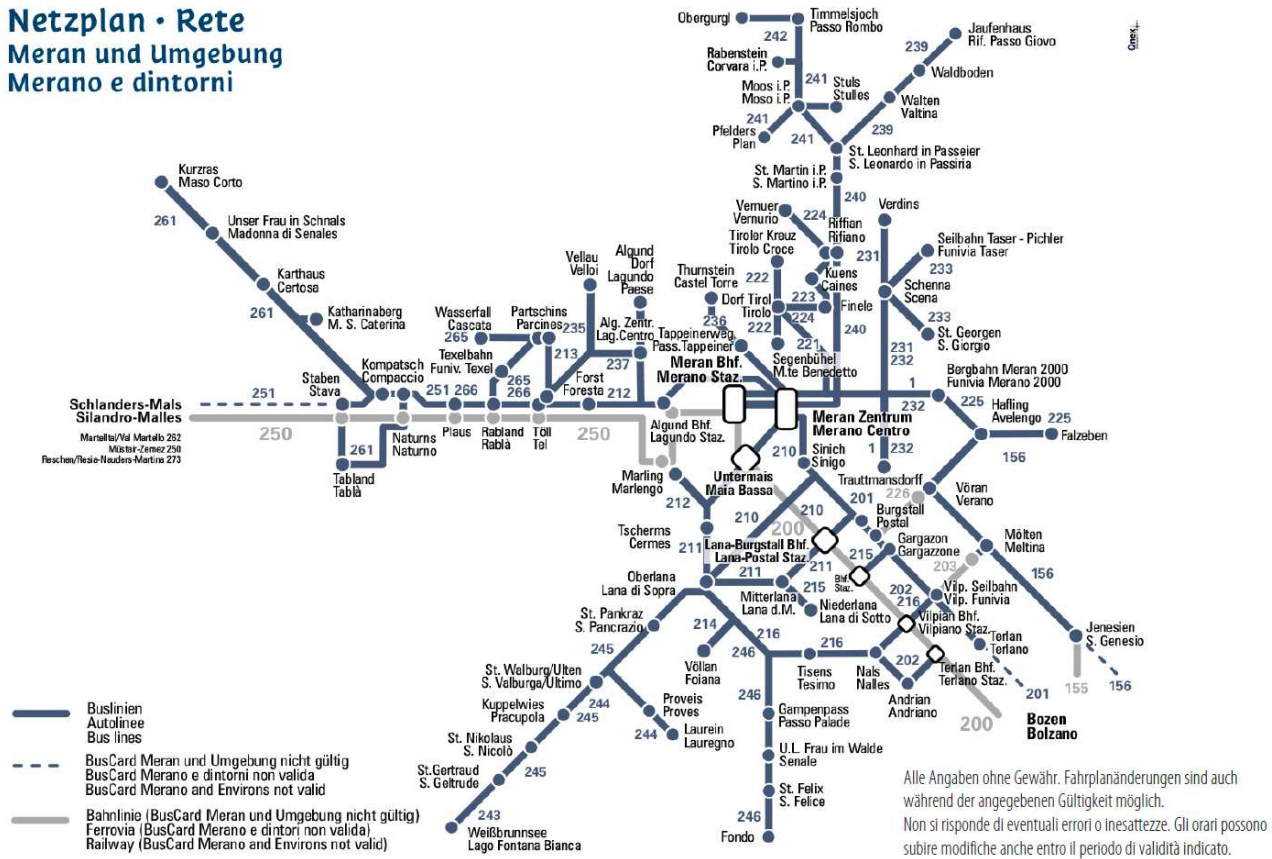 Netzplan · Rete
Meran und Umgebung
Merano e dintorni
Obergurgl
Timmelsjoch
Passo Rombo
242
Jaufenhaus
Rif. Passo Giovo
239
Rabenstein
Corvara i.P.
Waldboden
241
Moos i.P.
Moso i.P.
Stuls
Stulles
Walten
Valtina
241
Pfelders
Plan
241
239
St. Leonhard in Passeier
S. Leonardo in Passiria
St. Martin i.P.
S. Martino i.P.
240
Kurzras
Maso Corto
261
Unser Frau in Schnals
Madonna di Senales
Vernuer
Vernurio
224
Riffian
Rifiano
Verdins
Tiroler Kreuz
Tirolo Croce
231
Seilbahn Taser - Pichler
Funivia Taser
233
Vellau
Velloi
Algund
Dorf
Lagundo
Paese
Thurnstein
Castel Torre
222
Kuens
Caines
Schenna
Scena
Karthaus
Certosa
261
Katharinaberg
M. S. Caterina
Dorf Tirol
Tirolo
223
224
Finele
233
St. Georgen
S. Giorgio
Wasserfall
Cascata
265
Partschins
Parcines
235
Alg. Zentr.
Lag.Centro
236
Tappeinerweg
Pass.Tappeiner
222
221
240
231
232
Texelbahn
Funiv. Texel
213
237
Meran Bhf.
Merano Staz.
Segenbühel
M.te Benedetto
Kompatsch
Compaccio
265
266
Forst
Foresta
212
1
232
Bergbahn Meran 2000
Funivia Merano 2000
225
Hafling
Avelengo
225
Falzeben
Staben
Stava
251
251
266
Schlanders-Mals
Silandro-Malles
Martelltal/Val Martello 262
Müstair-Zernez 250
Reschen/Resia-Nauders-Martina 273
250
Naturns
Naturno
Plaus
Rabland
Rablà
Töll
Tel
250
Algund Bhf.
Lagundo Staz.
Meran Zentrum
Merano Centro
261
Tabland
Tablà
Marling
Marlengo
Untermais
Maia Bassa
210
Sinich
Sinigo
1
232
156
Trauttmansdorff
226
Vöran
Verano
212
201
Burgstall
Postal
210
210
200
Tscherms
Cermes
211
Lana-Burgstall Bhf.
Lana-Postal Staz.
Gargazon
Gargazzone
215
Mölten
Meltina
203
Oberlana
Lana di Sopra
211
211
Bhf.
Staz.
202
216
Vilp. Seilbahn
Vilp. Funivia
156
Mitterlana
Lana d.M.
215
Niederlana
Lana di Sotto
Vilpian Bhf.
Vilpiano Staz.
St. Pankraz
S. Pancrazio
214
216
216
Terlan
Terlano
Jenesien
S. Genesio
245
246
Völlan
Foiana
Tisens
Tesimo
Nals
Nalles
202
Terlan Bhf.
Terlano Staz.
201
155
156
St. Walburg/Ulten
S. Valburga/Ultimo
244
245
246
Andrian
Andriano
200
Bozen
Bolzano
Kuppelwies
Pracupola
Proveis
Proves
244
Laurein
Lauregno
Gampenpass
Passo Palade
St. Nikolaus
S. Nicolò
245
U.L. Frau im Walde
Senale
St.Gertraud
S. Geltrude
243
Weißbrunnsee
Lago Fontana Bianca
St. Felix
S. Felice
246
Fondo
Buslinien
Autolinee
Bus lines
BusCard Meran und Umgebung nicht gültig
BusCard Merano e dintorni non valida
BusCard Merano and Environs not valid
Bahnlinie (BusCard Meran und Umgebung nicht gültig)
Ferrovia (BusCard Merano e dintori non valida)
Railway (BusCard Merano and Environs not valid)
Alle Angaben ohne Gewähr. Fahrplanänderungen sind auch
während der angegebenen Gültigkeit möglich.
Non si risponde di eventuali errori o inesattezze. Gli orari possono
subire modifiche anche entro il periodo di validità indicato.